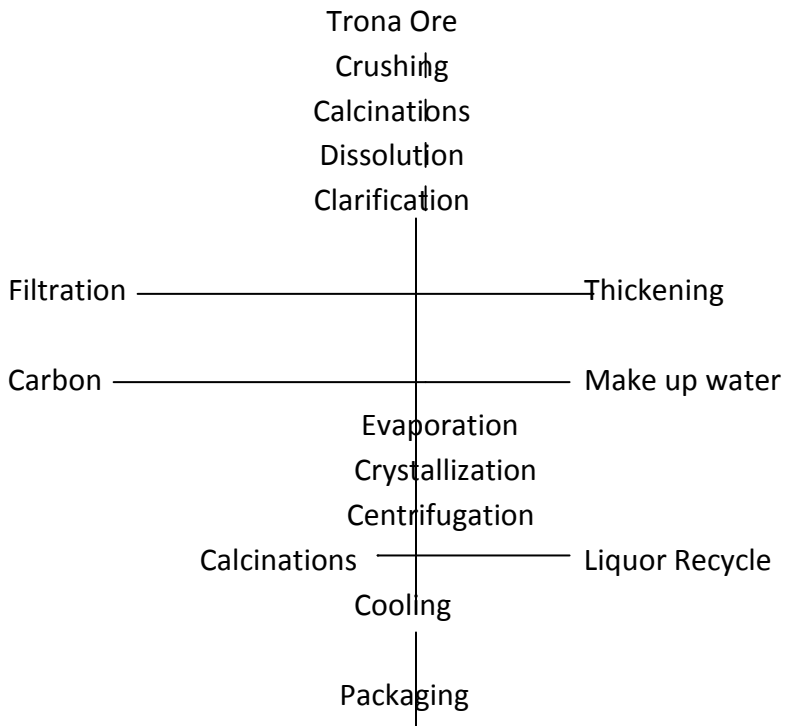 Trona Ore
Crushing
Calcinations
Dissolution
Clarification
Filtration Thickening
Carbon Make up water
Evaporation
Crystallization
Centrifugation
Calcinations Liquor Recycle
Cooling
Packaging